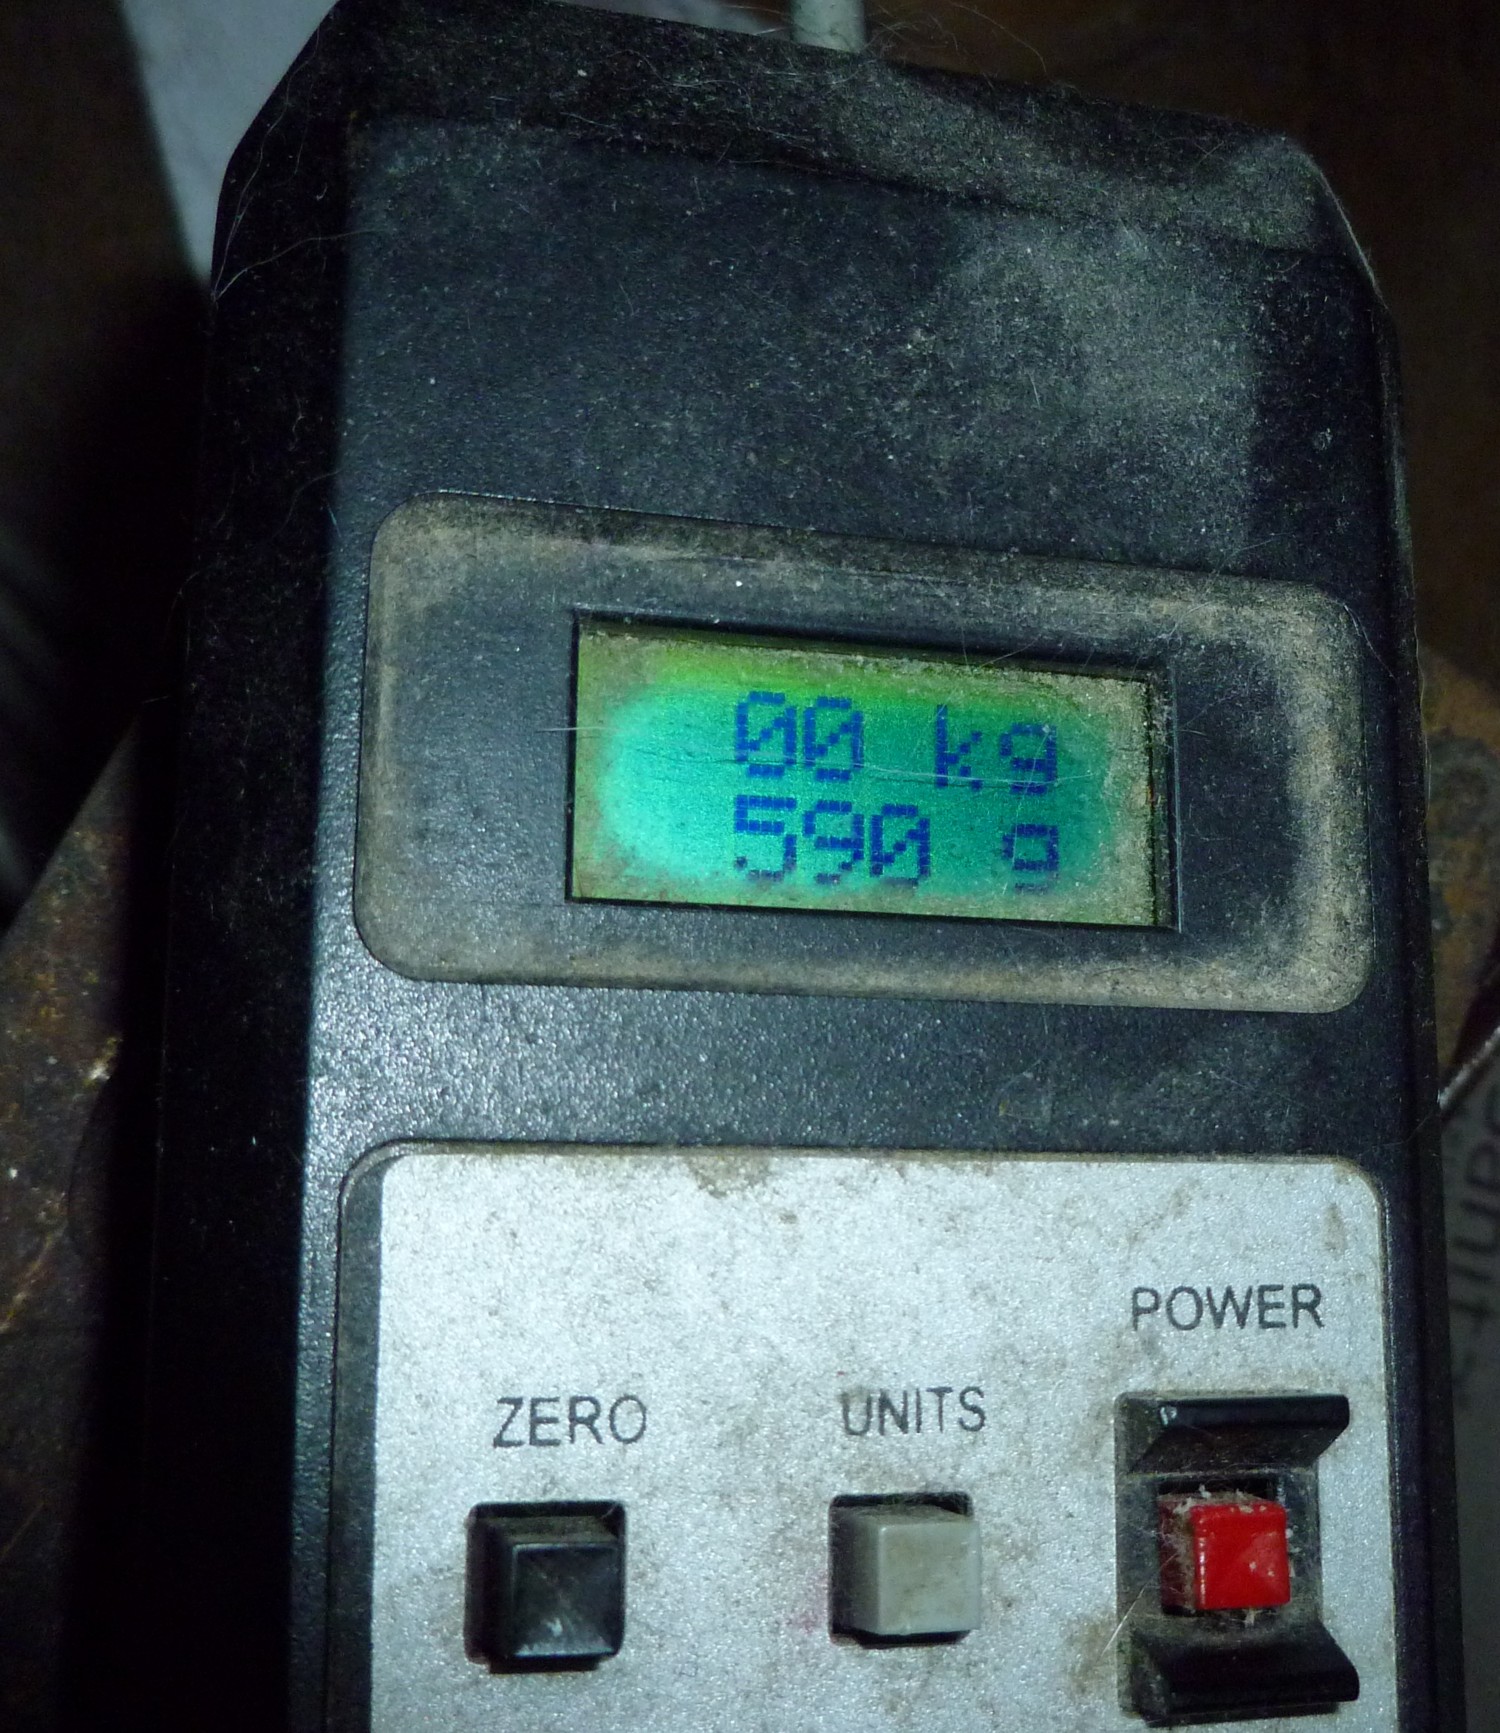 00 kg
590 g
POWER
ZERO UNITS